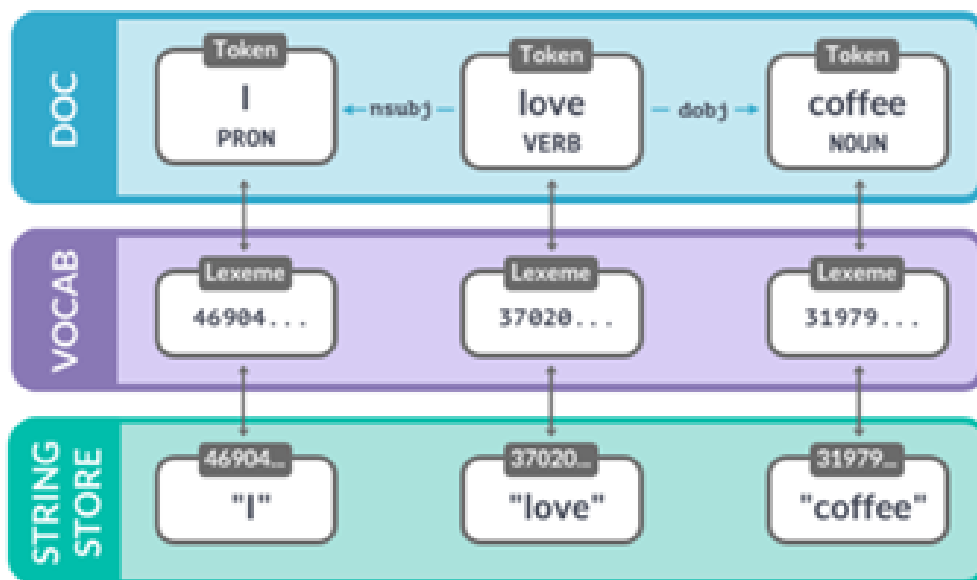 DOC
Token Token Token
I love coffee
nsubj dobj
PRON VERB NOUN
VOCAB
Lexeme Lexeme Lexeme
46904... 37020... 31979...
STRING
STORE
46904… 37020… 31979…
"I" "love" "coffee"